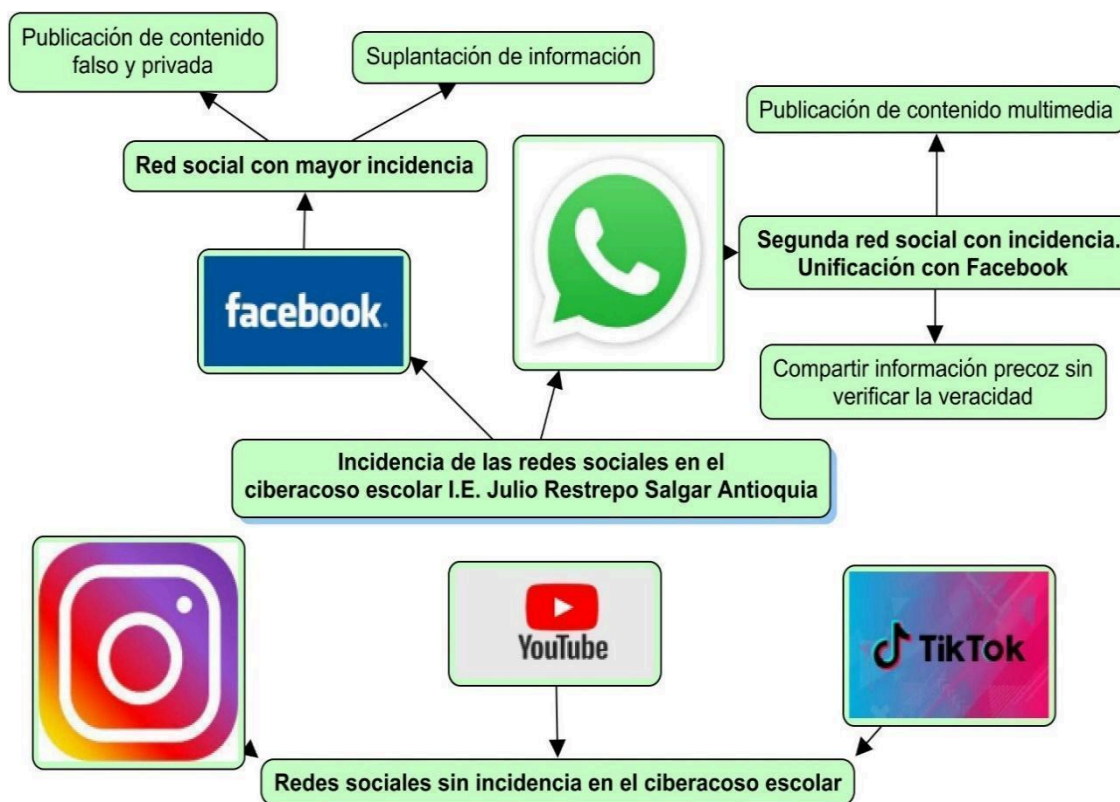 Publicación de contenido
falso y privada
Suplantación de información
Publicación de contenido multimedia
Red social con mayor incidencia
Segunda red social con incidencia.
Unificación con Facebook
facebook.
Compartir información precoz sin
verificar la veracidad
Incidencia de las redes sociales en el
ciberacoso escolar I.E. Julio Restrepo Salgar Antioquia
YouTube
TikTok
Redes sociales sin incidencia en el ciberacoso escolar